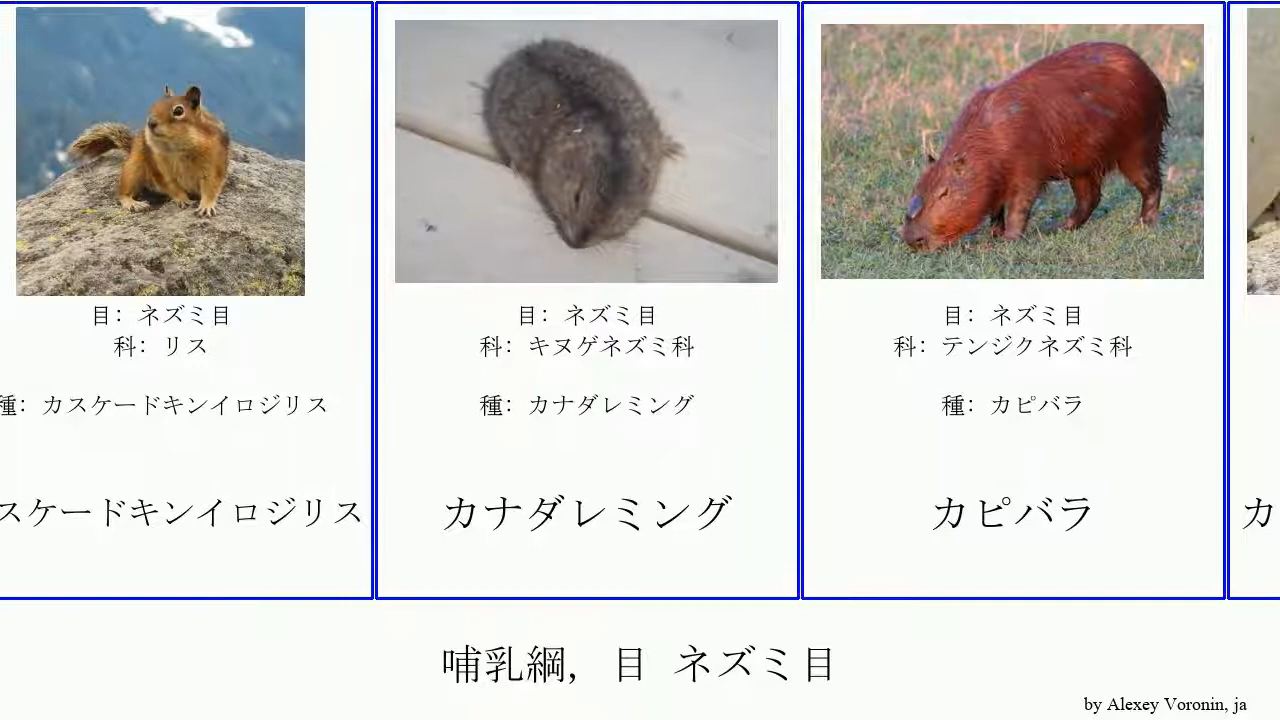 目: ネズミ目
科: リス
種: カスケードキンイロジリス
スケードキンイロジリス
目: ネズミ目
科: キヌゲネズミ科
種: カナダレミング
カナダレミング
目: ネズミ目
科: テンジクネズミ科
種: カピバラ
カピバラ
カ
哺乳綱, 目 ネズミ目
by Alexey Voronin, ja